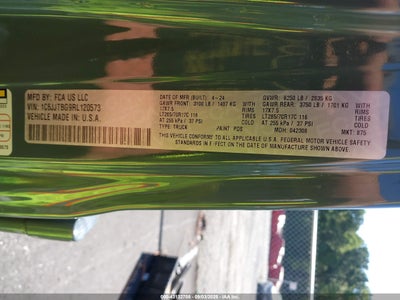 MFD BY: FCA US LLC
VIN: 1C6JJTBG9RL120573
VEHICLE MADE IN: U.S.A.
DATE OF MFR (BUILT): 4-24
GVWR: 6250 LB / 2835 KG
GAWR FRONT: 3100 LB / 1407 KG WITH
GAWR REAR: 3750 LB / 1701 KG WITH
17X7.5 RIMS
17X7.5 RIMS
LT285/70R17C 116
LT285/70R17C 116
AT 255 kPa / 37 PSI COLD
AT 255 kPa / 37 PSI COLD
TYPE: TRUCK
PAINT:
MDH: 042308
MKT: 875
THIS VEHICLE CONFORMS TO ALL APPLICABLE U.S.A. FEDERAL MOTOR VEHICLE SAFETY
STANDARDS IN EFFECT ON THE DATE OF MANUFACTURE SHOWN ABOVE